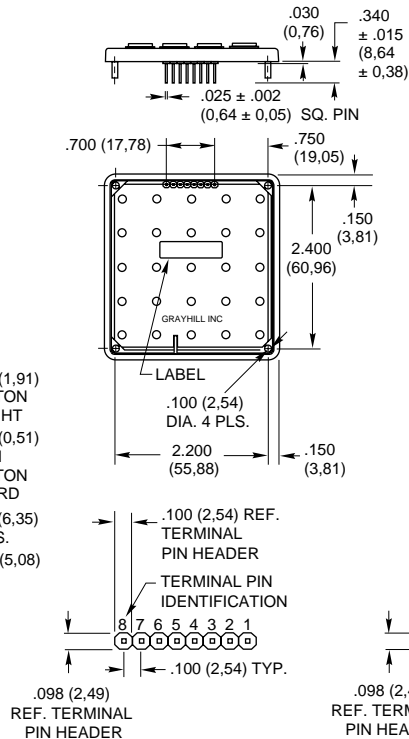 .030
(0,76)
.340
± .015
(8,64
± 0,38)
.025 ± .002
(0,64 ± 0,05) SQ. PIN
.700 (17,78)
.750
(19,05)
.150
(3,81)
2.400
(60,96)
GRAYHILL INC
LABEL
.100 (2,54)
DIA. 4 PLS.
2.200
(55,88)
.150
(3,81)
(1,91)
TON
HT
(0,51)
TON
RD
(6,35)
S.
(5,08)
.100 (2,54) REF.
TERMINAL
PIN HEADER
TERMINAL PIN
IDENTIFICATION
8 7 6 5 4 3 2 1
.100 (2,54) TYP.
.098 (2,49)
REF. TERMINAL
PIN HEADER
.098 (2,4
REF. TERM
PIN HEA